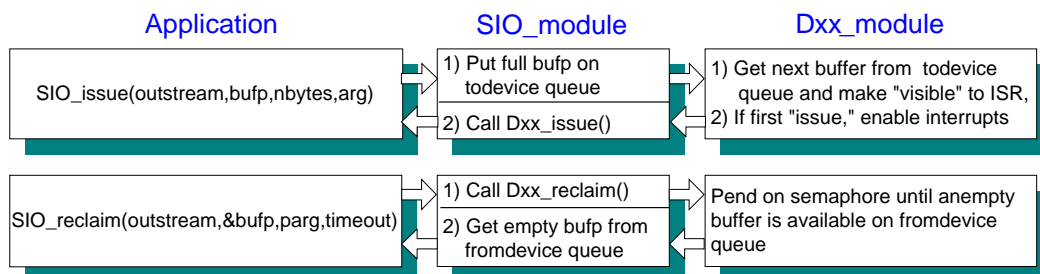 Application
SIO_module
Dxx_module
SIO_issue(outstream,bufp,nbytes,arg)
1) Put full bufp on
todevice queue
2) Call Dxx_issue()
1) Get next buffer from todevice
queue and make "visible" to ISR,
2) If first "issue," enable interrupts
SIO_reclaim(outstream,&bufp,parg,timeout)
1) Call Dxx_reclaim()
2) Get empty bufp from
fromdevice queue
Pend on semaphore until anempty
buffer is available on fromdevice
queue